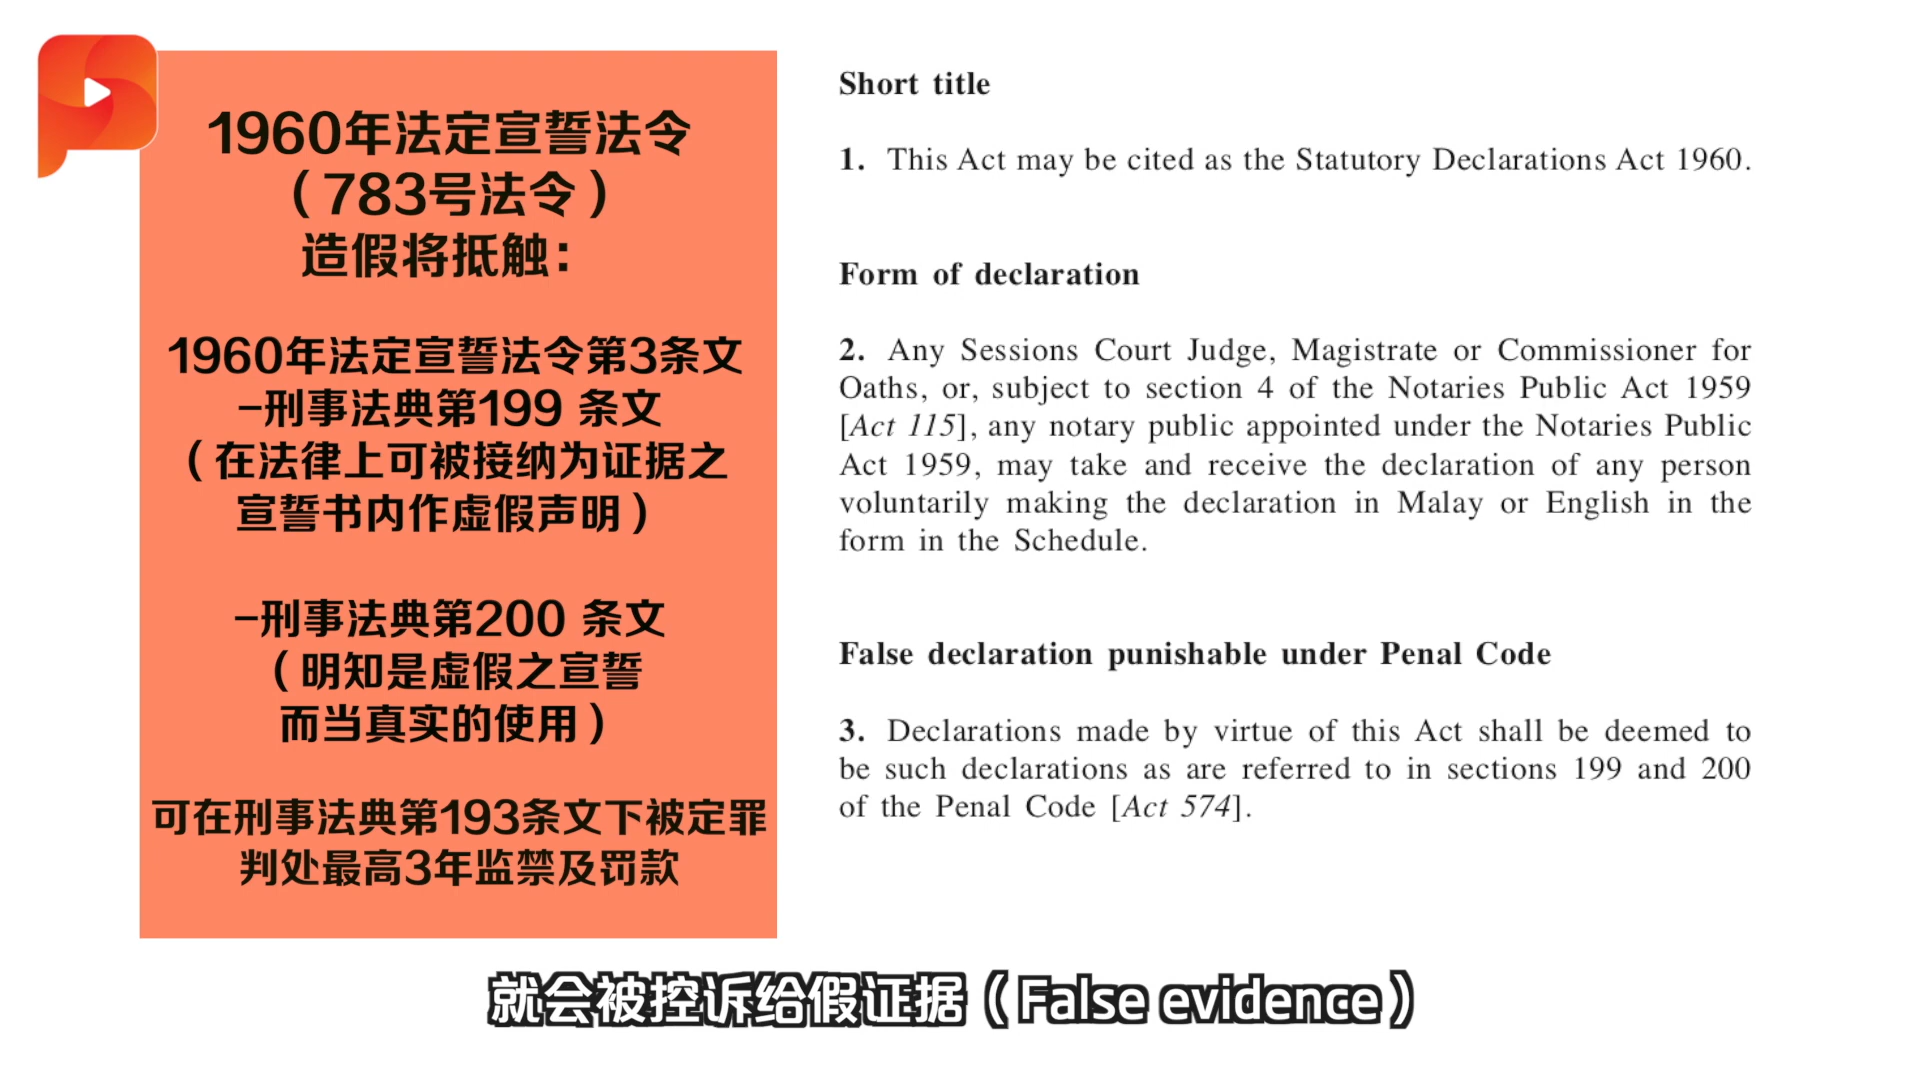 1960年法定宣誓法令
（783号法令）
造假将抵触：
1960年法定宣誓法令第3条文
-刑事法典第199 条文
（在法律上可被接纳为证据之
宣誓书内作虚假声明）
-刑事法典第200 条文
（明知是虚假之宣誓
而当真实的使用）
可在刑事法典第193条文下被定罪
判处最高3年监禁及罚款
Short title
1. This Act may be cited as the Statutory Declarations Act 1960.
Form of declaration
2. Any Sessions Court Judge, Magistrate or Commissioner for
Oaths, or, subject to section 4 of the Notaries Public Act 1959
[Act 115], any notary public appointed under the Notaries Public
Act 1959, may take and receive the declaration of any person
voluntarily making the declaration in Malay or English in the
form in the Schedule.
False declaration punishable under Penal Code
3. Declarations made by virtue of this Act shall be deemed to
be such declarations as are referred to in sections 199 and 200
of the Penal Code [Act 574].
就会被控诉给假证据（False evidence）